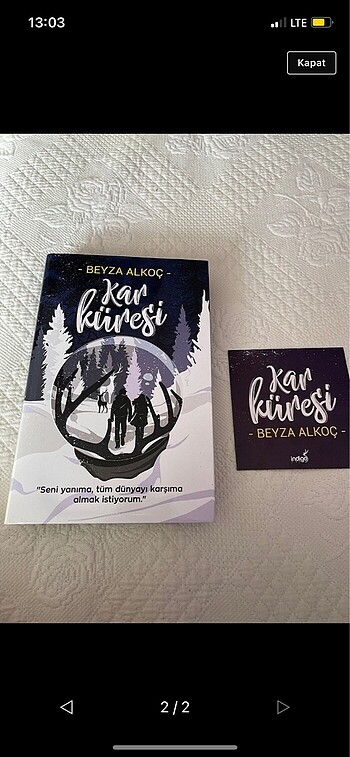 13:03
LTE
Kapat
- BEYZA ALKOÇ -
Kar
küresi
"Seni yanıma, tüm dünyayı karşıma
almak istiyorum."
Kar
küresi
- BEYZA ALKOÇ -
indigo
2 / 2